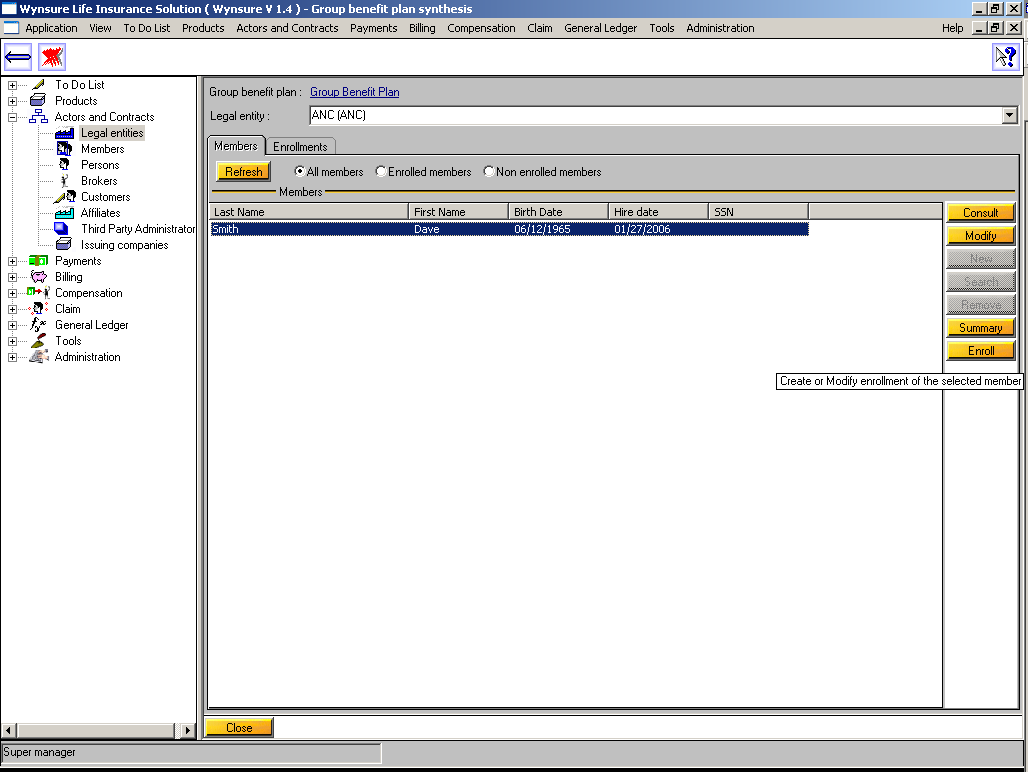 Wynsure Life Insurance Solution ( Wynsure V 1.4 ) - Group benefit plan synthesis
Application View To Do List Products Actors and Contracts Payments Billing Compensation Claim General Ledger Tools Administration Help
To Do List
Products
Actors and Contracts
Legal entities
Members
Persons
Brokers
Customers
Affiliates
Third Party Administrator
Issuing companies
Payments
Billing
Compensation
Claim
General Ledger
Tools
Administration
Group benefit plan : Group Benefit Plan
Legal entity : ANC (ANC)
Members Enrollments
Refresh All members Enrolled members Non enrolled members
Members
Last Name First Name Birth Date Hire date SSN
Smith Dave 06/12/1965 01/27/2006
Consult
Modify
New
Search
Remove
Summary
Enroll
Create or Modify enrollment of the selected member
Close
Super manager